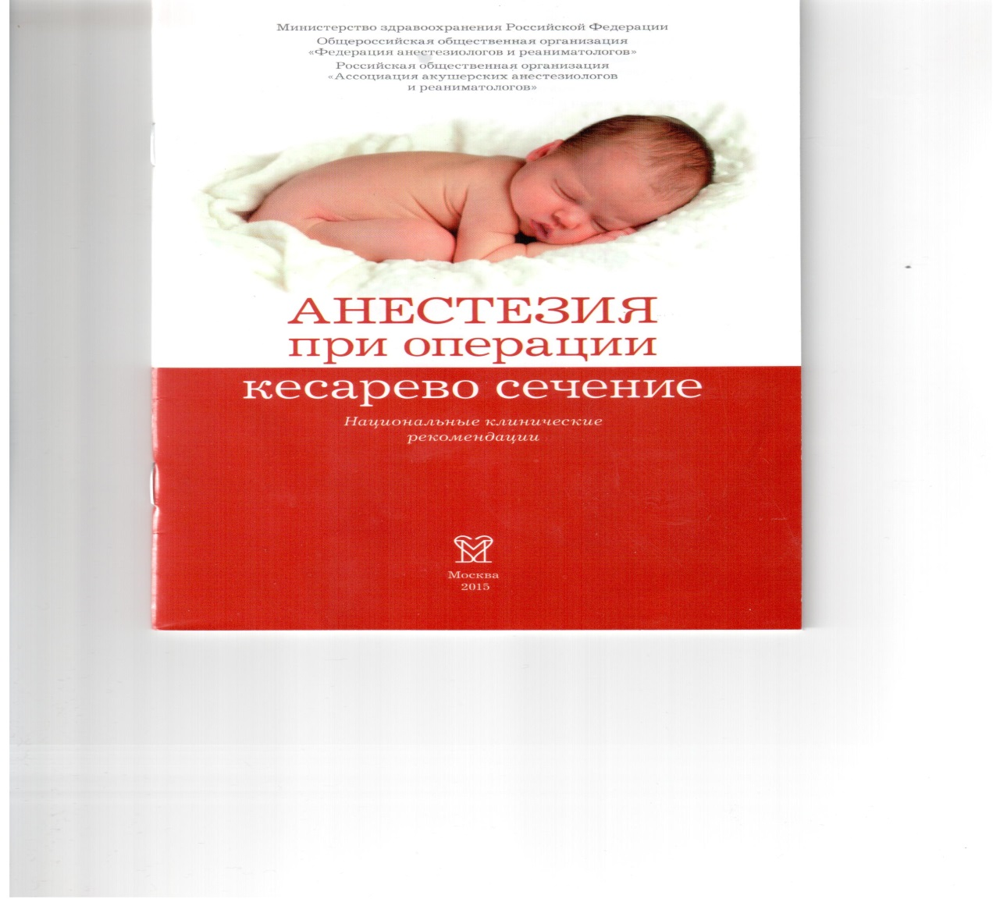 Министерство здравоохранения Российской Федерации
Общероссийская общественная организация
«Федерация анестезиологов и реаниматологов»
Российская общественная организация
«Ассоциация акушерских анестезиологов
и реаниматологов»
АНЕСТЕЗИЯ
при операции
кесарево сечение
Национальные клинические
рекомендации
Москва
2015